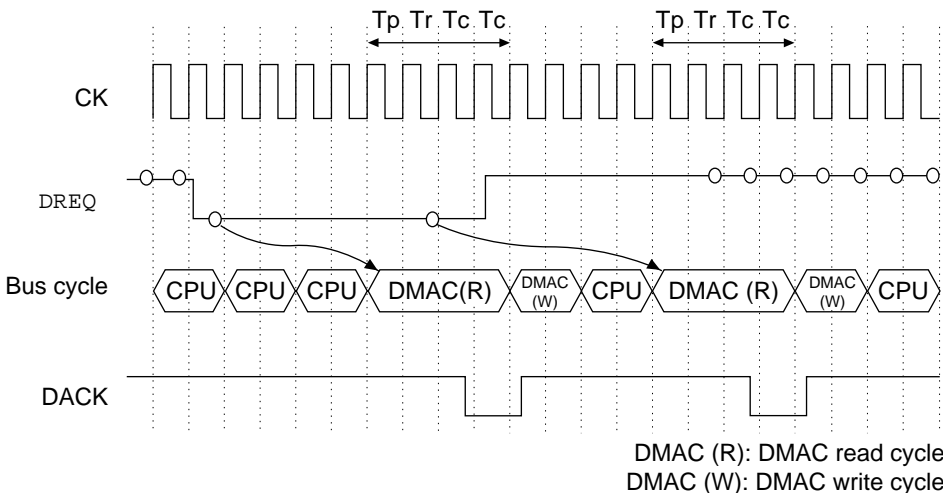 Tp Tr Tc Tc Tp Tr Tc Tc
CK
DREQ
Bus cycle CPU CPU CPU DMAC(R) DMAC (W) CPU DMAC (R) DMAC (W) CPU
DACK
DMAC (R): DMAC read cycle
DMAC (W): DMAC write cycle